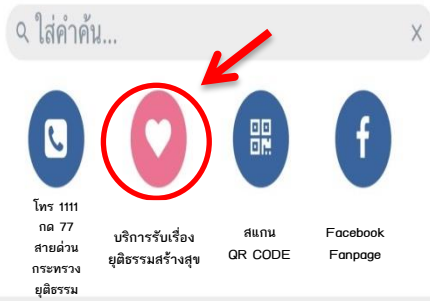 ใส่คำค้น...
X
โทร 1111
กด 77
สายด่วน
กระทรวง
ยุติธรรม
บริการรับเรื่อง
ยุติธรรมสร้างสุข
สแกน
QR CODE
Facebook
Fanpage